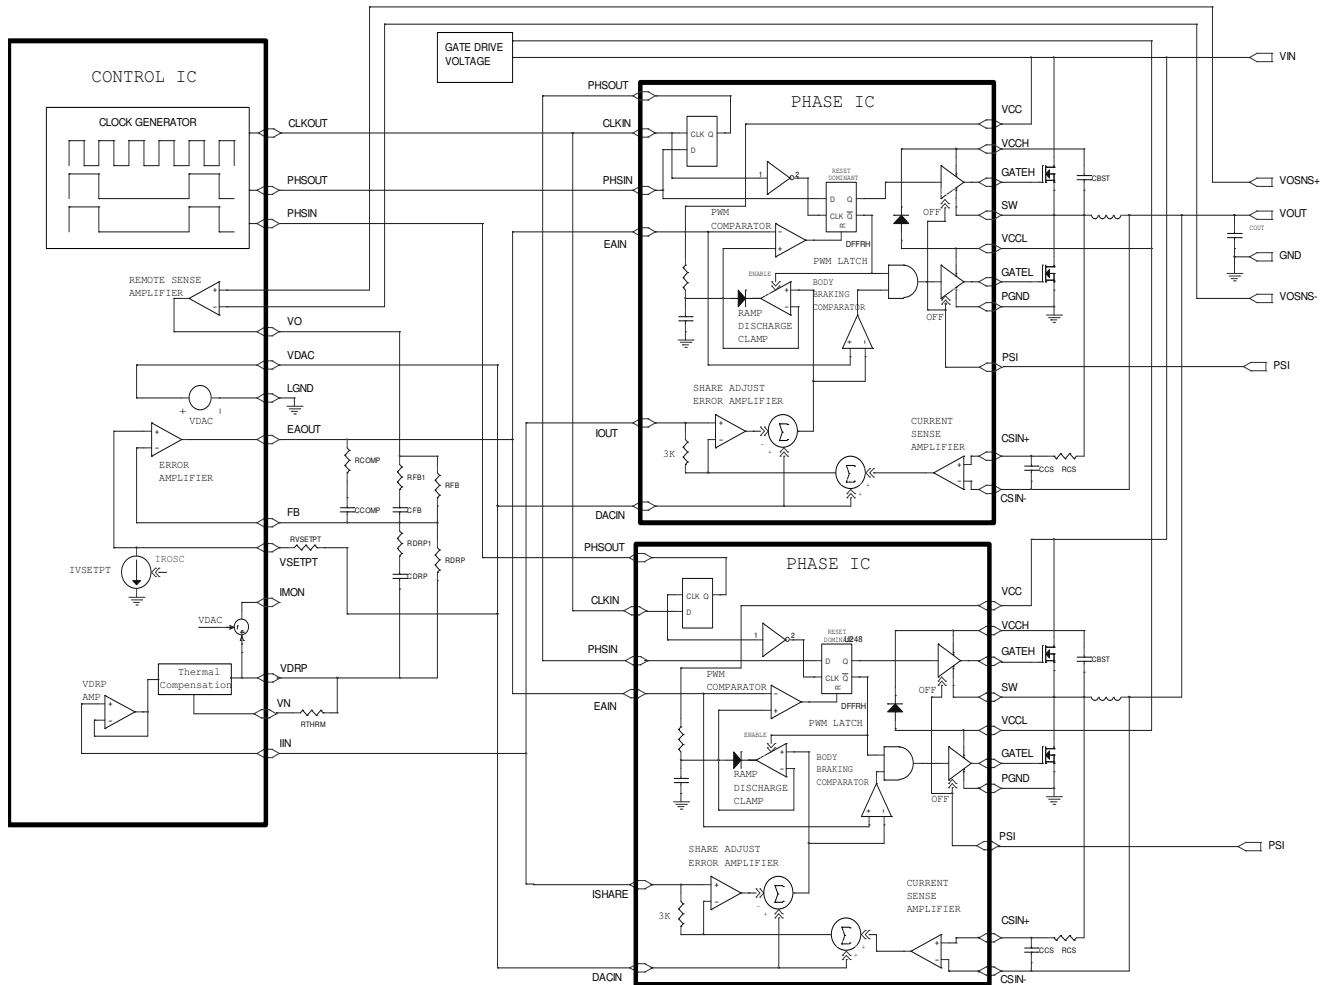 GATE DRIVE
VOLTAGE
VIN
CONTROL IC
CLOCK GENERATOR
CLKOUT
PHSOUT
PHSIN
REMOTE SENSE
AMPLIFIER
+
−
VO
VDAC
LGND
+ −
VDAC
EAOUT
+
−
ERROR
AMPLIFIER
RCOMP
RFB1
RFB
CCOMP
CFB
FB
RVSETPT
VSETPT
RDRP1
RDRP
CDRP
IROSC
IVSETPT
IMON
VDAC
Thermal
Compensation
VDRP
VDRP
AMP
+
−
VN
RTHRM
IIN
PHASE IC
PHSOUT
CLKIN
PHSIN
EAIN
IOUT
DACIN
CLK Q
D
1 2
RESET
DOMINANT
D Q
CLK Q
R
DFFRH
PWM
COMPARATOR
−
+
PWM LATCH
ENABLE
BODY
BRAKING
COMPARATOR
RAMP
DISCHARGE
CLAMP
+
−
+ −
OFF
OFF
SHARE ADJUST
ERROR AMPLIFIER
+
−
3K
Σ
− +
Σ
+ +
CURRENT
SENSE
AMPLIFIER
+
−
VCC
VCCH
GATEH
CBST
SW
VCCL
GATEL
PGND
PSI
CSIN+
CCS RCS
CSIN-
VOSNS+
VOUT
COUT
GND
VOSNS-
PSI
PHASE IC
PHSOUT
CLKIN
PHSIN
EAIN
ISHARE
DACIN
CLK Q
D
1 2
RESET
U248
D Q
CLK Q
R
DFFRH
PWM
COMPARATOR
−
+
PWM LATCH
ENABLE
BODY
BRAKING
COMPARATOR
RAMP
DISCHARGE
CLAMP
+
−
+ −
OFF
OFF
SHARE ADJUST
ERROR AMPLIFIER
+
−
3K
Σ
− +
Σ
+ +
CURRENT
SENSE
AMPLIFIER
+
−
VCC
VCCH
GATEH
CBST
SW
VCCL
GATEL
PGND
PSI
PSI
CSIN+
CCS RCS
CSIN-